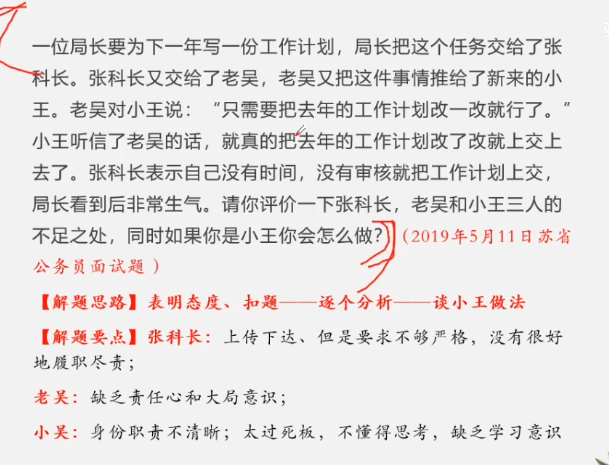 一位局长要为下一年写一份工作计划，局长把这个任务交给了张
科长。张科长又交给了老吴，老吴又把这件事情推给了新来的小
王。老吴对小王说：“只需要把去年的工作计划改一改就行了。”
小王听信了老吴的话，就真的把去年的工作计划改了改就上交上
去了。张科长表示自己没有时间，没有审核就把工作计划上交，
局长看到后非常生气。请你评价一下张科长，老吴和小王三人的
不足之处，同时如果你是小王你会怎么做？（2019年5月11日苏省
公务员面试题 ）
【解题思路】表明态度、扣题——逐个分析——谈小王做法
【解题要点】张科长：上传下达、但是要求不够严格，没有很好
地履职尽责；
老吴：缺乏责任心和大局意识；
小吴：身份职责不清晰；太过死板，不懂得思考，缺乏学习意识